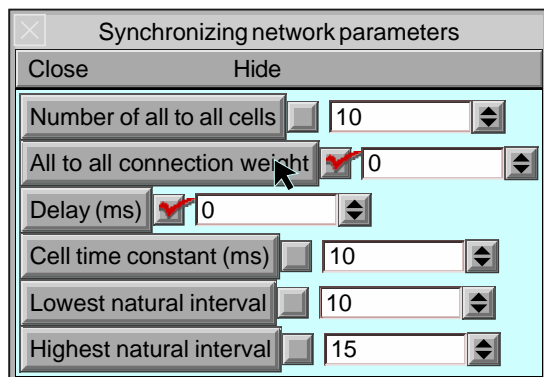 Synchronizing network parameters
Close Hide
Number of all to all cells 10
All to all connection weight 0
Delay (ms) 0
Cell time constant (ms) 10
Lowest natural interval 10
Highest natural interval 15